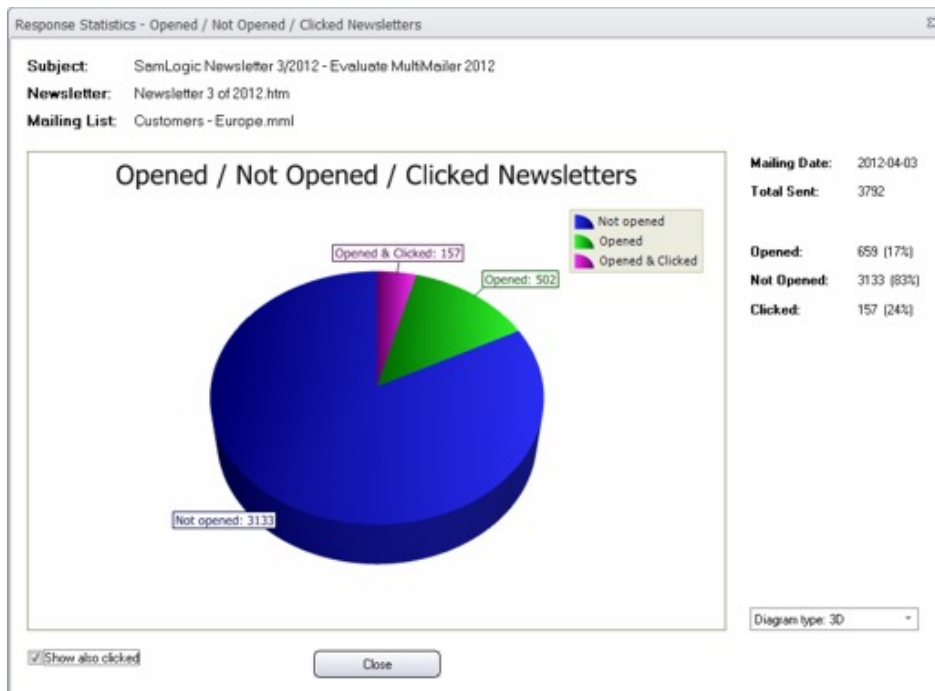 Response Statistics - Opened / Not Opened / Clicked Newsletters
Subject: SamLogic Newsletter 3/2012 - Evaluate MultiMailer 2012
Newsletter: Newsletter 3 of 2012.htm
Mailing List: Customers - Europe.mml
Opened / Not Opened / Clicked Newsletters
Not opened
Opened
Opened & Clicked
Opened & Clicked: 157
Opened: 502
Not opened: 3133
Mailing Date: 2012-04-03
Total Sent: 3792
Opened: 659 (17%)
Not Opened: 3133 (83%)
Clicked: 157 (24%)
Diagram type: 3D
Show also clicked
Close